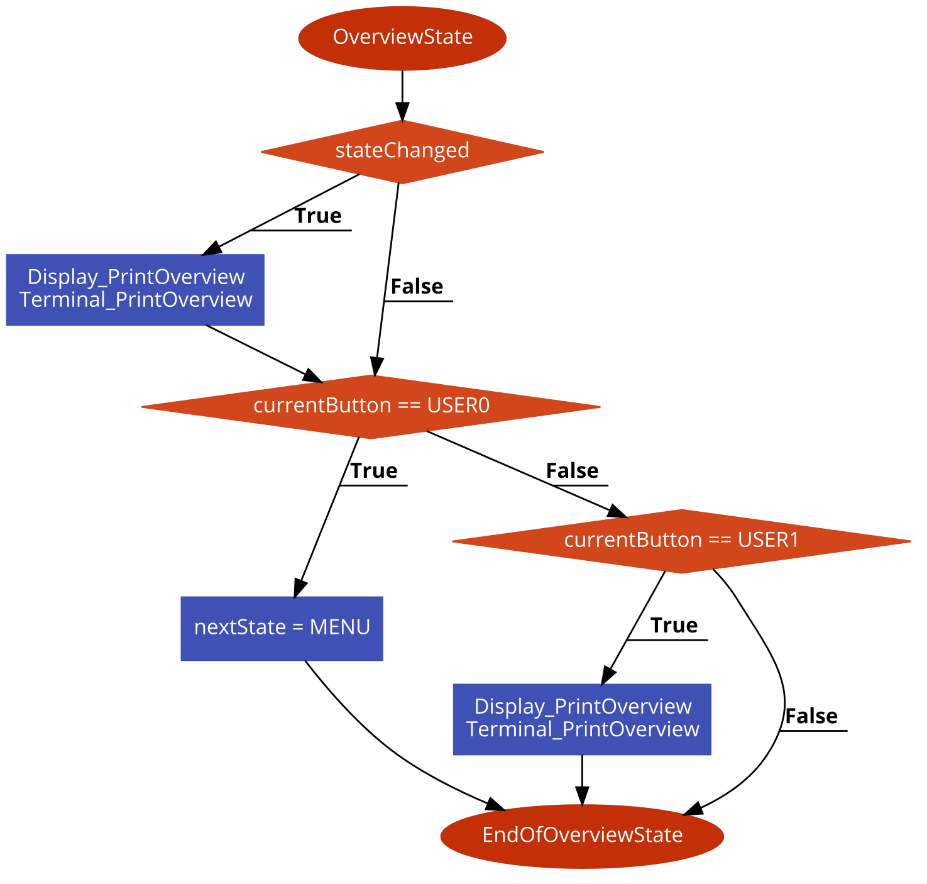 OverviewState
stateChanged
True
Display_PrintOverview
Terminal_PrintOverview
False
currentButton == USER0
True
False
currentButton == USER1
nextState = MENU
True
Display_PrintOverview
Terminal_PrintOverview
False
EndOfOverviewState